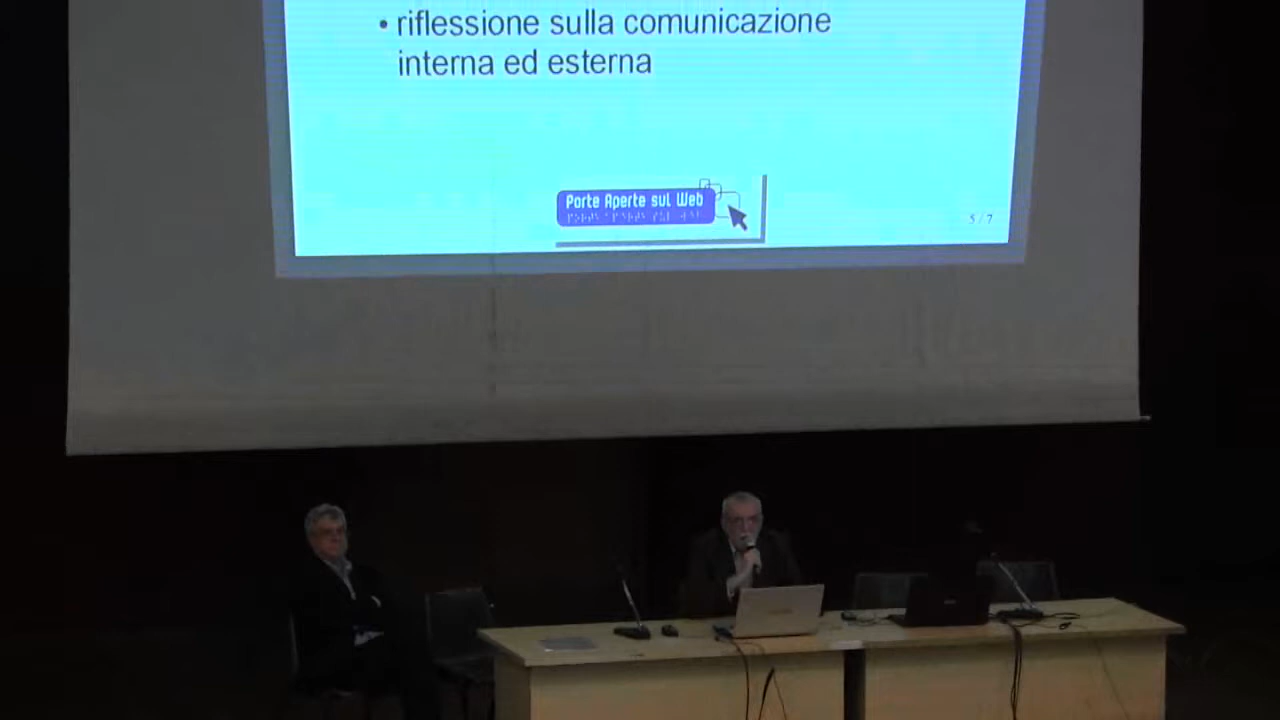 • riflessione sulla comunicazione
interna ed esterna
Porte Aperte sul Web
5/7